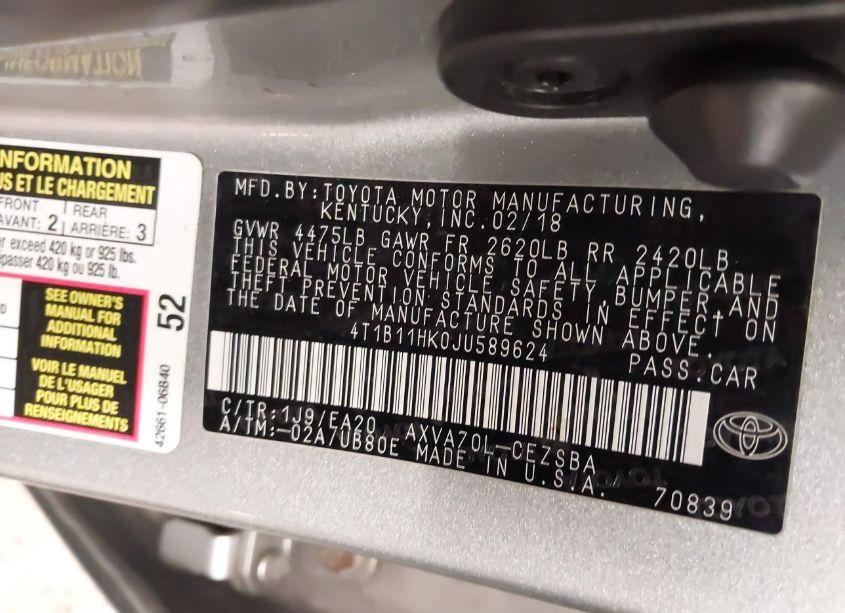 INFORMATION
US ET LE CHARGEMENT
FRONT
AVANT: 2
REAR
ARRIÈRE: 3
exceed 420 kg or 925 lbs.
passer 420 kg ou 925 lb.
SEE OWNER'S
MANUAL FOR
ADDITIONAL
INFORMATION
VOIR LE MANUEL
DE L'USAGER
POUR PLUS DE
RENSEIGNEMENTS
52
42661-06B40
MFD.BY:TOYOTA MOTOR MANUFACTURING,
KENTUCKY,INC.02/18
GVWR 4475LB GAWR FR 2620LB RR 2420LB
THIS VEHICLE CONFORMS TO ALL APPLICABLE
FEDERAL MOTOR VEHICLE SAFETY,BUMPER,AND
THEFT PREVENTION STANDARDS IN EFFECT ON
THE DATE OF MANUFACTURE SHOWN ABOVE.
4T1B11HK0JU589624
PASS.CAR
C/TR:1J9/EA20 AXVA70L-CEZSBA
A/TM:-02A/UB80E MADE IN U.S.A.
70839